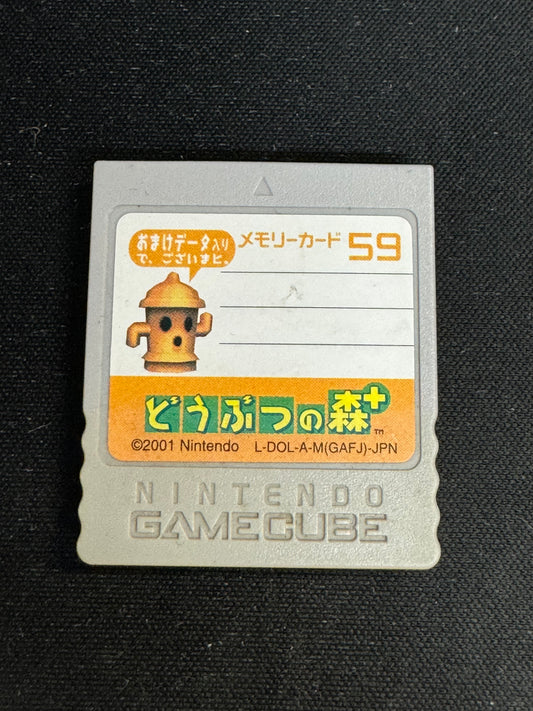 おまけデータ入り
で、ございまヒ。
メモリーカード 59
どうぶつの森+™
©2001 Nintendo L-DOL-A-M(GAFJ)-JPN
NINTENDO
GAMECUBE